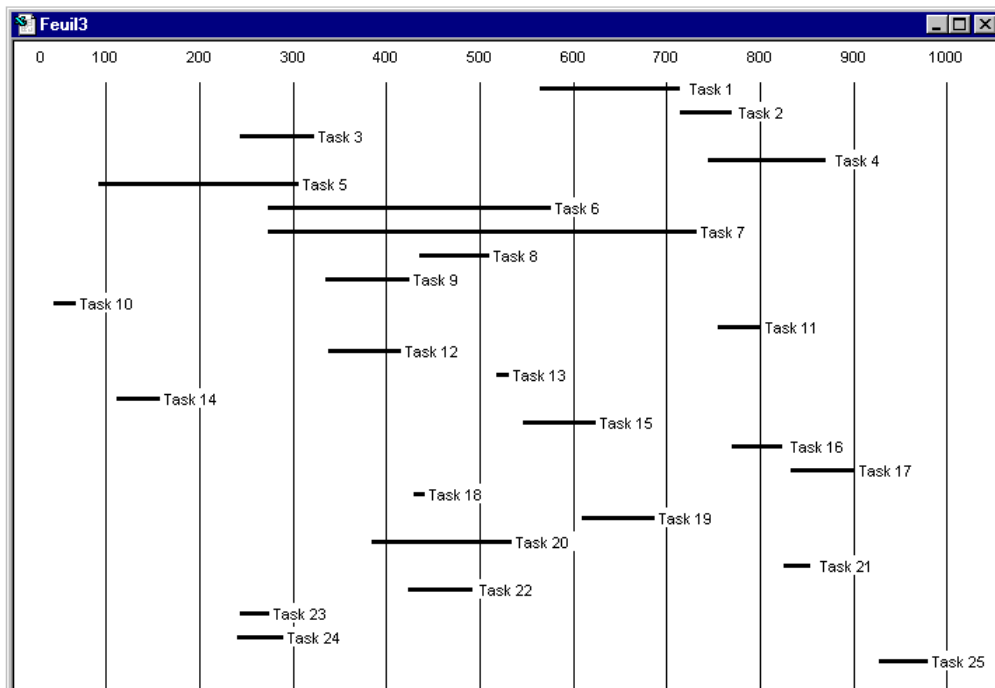 Feuil3
0 100 200 300 400 500 600 700 800 900 1000
Task 1
Task 2
Task 3
Task 4
Task 5
Task 6
Task 7
Task 8
Task 9
Task 10
Task 11
Task 12
Task 13
Task 14
Task 15
Task 16
Task 17
Task 18
Task 19
Task 20
Task 21
Task 22
Task 23
Task 24
Task 25